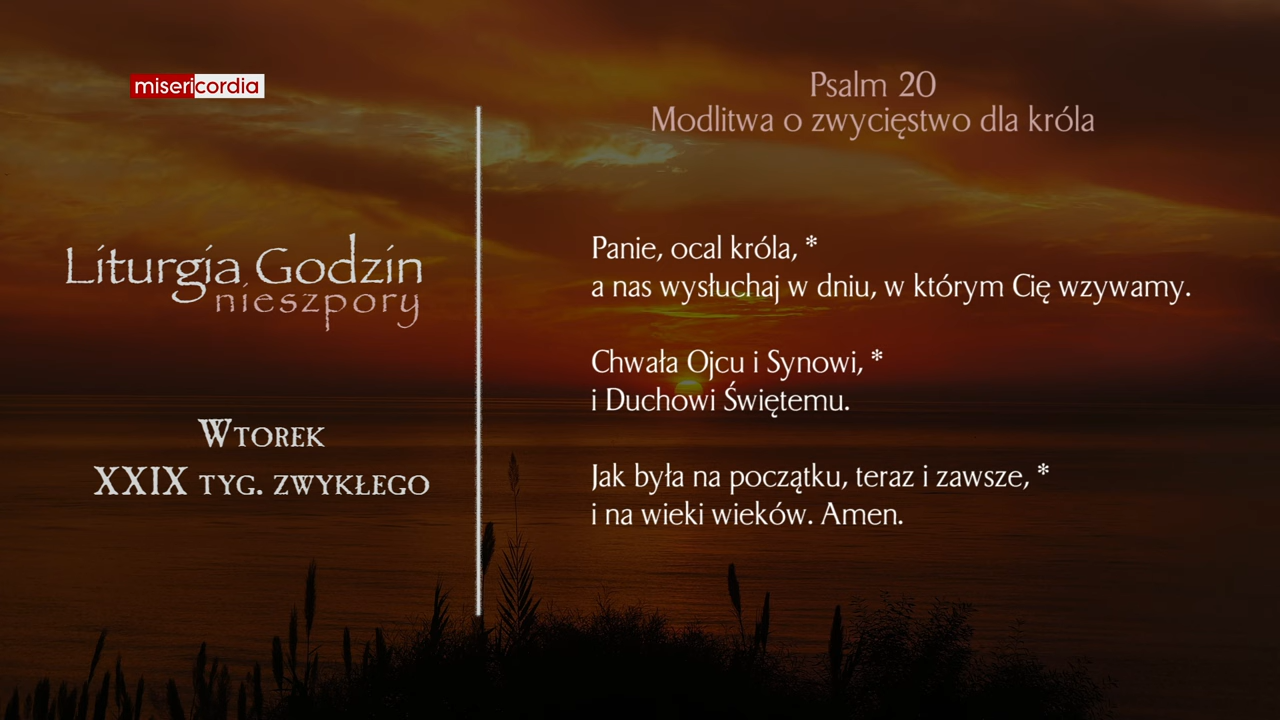 misericordia
Psalm 20
Modlitwa o zwycięstwo dla króla
Liturgia Godzin
nieszpory
Wtorek
XXIX tyg. zwykłego
Panie, ocal króla, *
a nas wysłuchaj w dniu, w którym Cię wzywamy.
Chwała Ojcu i Synowi, *
i Duchowi Świętemu.
Jak była na początku, teraz i zawsze, *
i na wieki wieków. Amen.